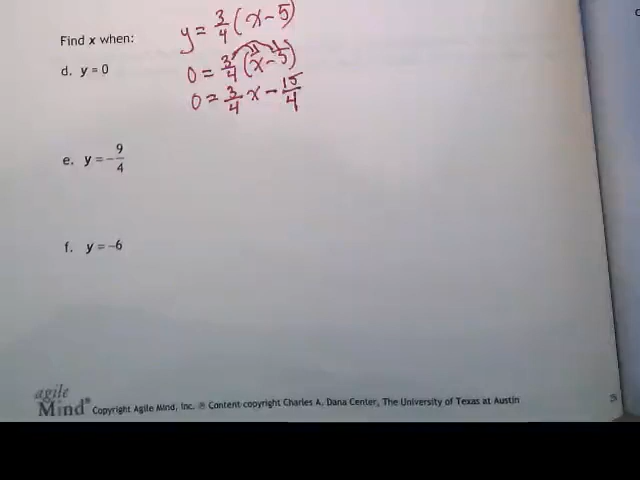 y = 3/4 (x - 5)
Find x when:
d. y = 0
0 = 3/4 (x - 5)
0 = 3/4 x - 15/4
e. y = -9/4
f. y = -6
agile
Mind® Copyright Agile Mind, Inc. ® Content copyright Charles A. Dana Center, The University of Texas at Austin